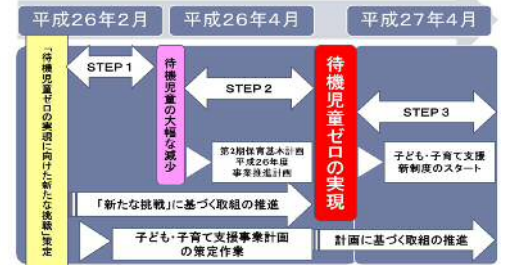 平成26年2月
平成26年4月
平成27年4月
「待機児童ゼロの実現に向けた新たな挑戦」策定
STEP1
待機児童の大幅な減少
STEP2
待機児童ゼロの実現
STEP3
第2期保育基本計画
平成26年度
事業推進計画
子ども・子育て支援
新制度のスタート
「新たな挑戦」に基づく取組の推進
子ども・子育て支援事業計画
の策定作業
計画に基づく取組の推進